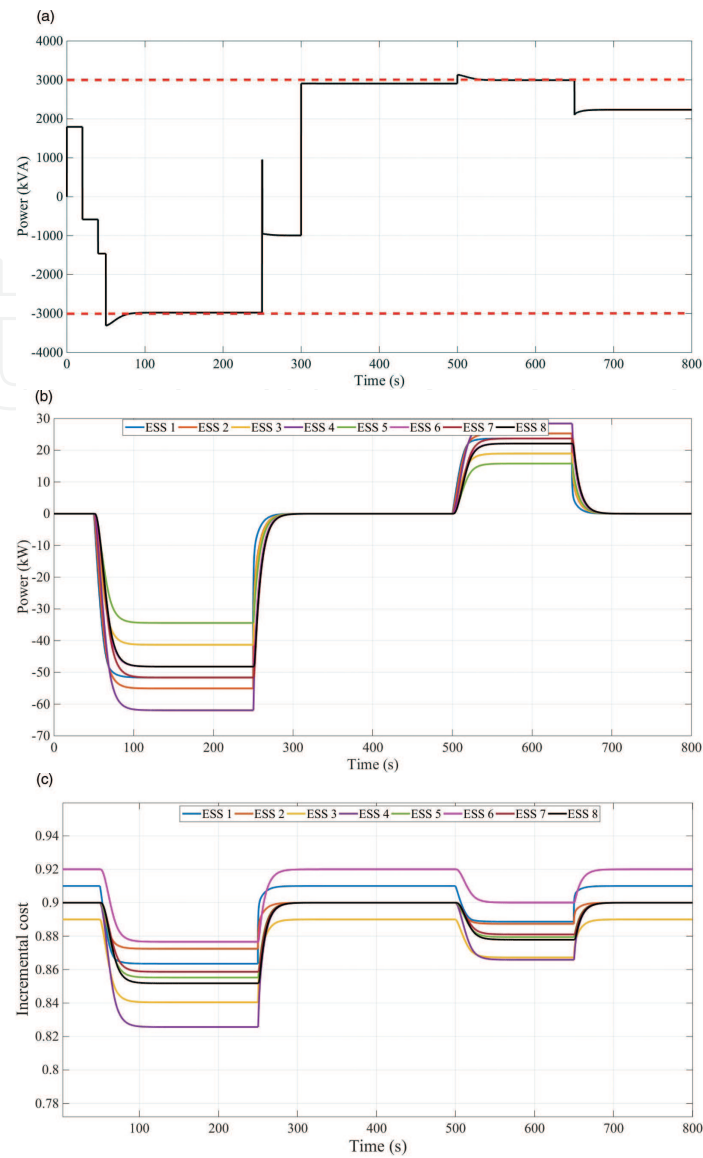 (a)
4000
3000
2000
1000
0
-1000
-2000
-3000
-4000
Power (kVA)
0 100 200 300 400 500 600 700 800
Time (s)
(b)
30
20
10
0
-10
-20
-30
-40
-50
-60
-70
Power (kW)
ESS 1 ESS 2 ESS 3 ESS 4 ESS 5 ESS 6 ESS 7 ESS 8
0 100 200 300 400 500 600 700 800
Time (s)
(c)
0.94
0.92
0.9
0.88
0.86
0.84
0.82
0.8
0.78
Incremental cost
ESS 1 ESS 2 ESS 3 ESS 4 ESS 5 ESS 6 ESS 7 ESS 8
100 200 300 400 500 600 700 800
Time (s)